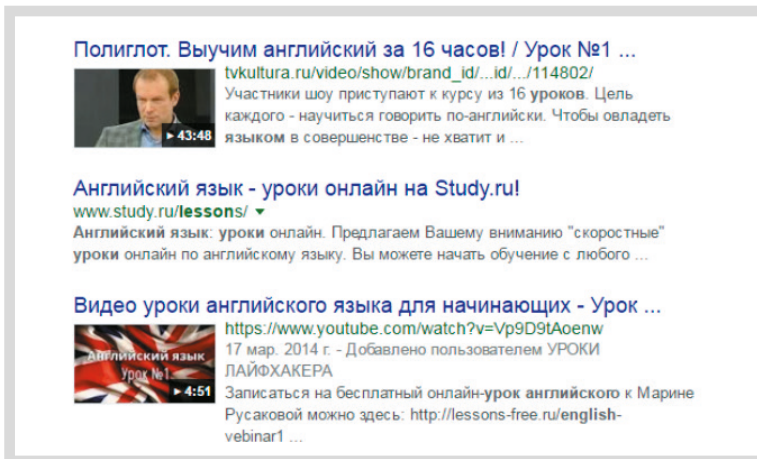 Полиглот. Выучим английский за 16 часов! / Урок №1 ...
tvkultura.ru/video/show/brand_id/...id/.../114802/
Участники шоу приступают к курсу из 16 уроков. Цель
каждого - научиться говорить по-английски. Чтобы овладеть
43:48
языком в совершенстве - не хватит и ...
Английский язык - уроки онлайн на Study.ru!
www.study.ru/lessons/
Английский язык: уроки онлайн. Предлагаем Вашему вниманию "скоростные"
уроки онлайн по английскому языку. Вы можете начать обучение с любого ...
Видео уроки английского языка для начинающих - Урок ...
https://www.youtube.com/watch?v=Vp9D9tAoenw
17 мар. 2014 г. - Добавлено пользователем УРОКИ
ЛАЙФХАКЕРА
Английский язык
Урок №1.
4:51
Записаться на бесплатный онлайн-урок английского к Марине
Русаковой можно здесь: http://lessons-free.ru/english-
vebinar1 ...